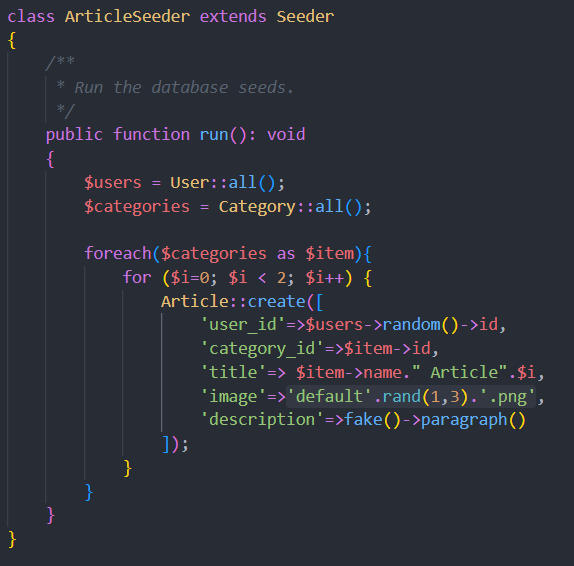 class ArticleSeeder extends Seeder
{
    /**
     * Run the database seeds.
     */
    public function run(): void
    {
        $users = User::all();
        $categories = Category::all();

        foreach($categories as $item){
            for ($i=0; $i < 2; $i++) {
                Article::create([
                    'user_id'=>$users->random()->id,
                    'category_id'=>$item->id,
                    'title'=> $item->name." Article".$i,
                    'image'=>'default'.rand(1,3).'.png',
                    'description'=>fake()->paragraph()
                ]);
            }
        }
    }
}